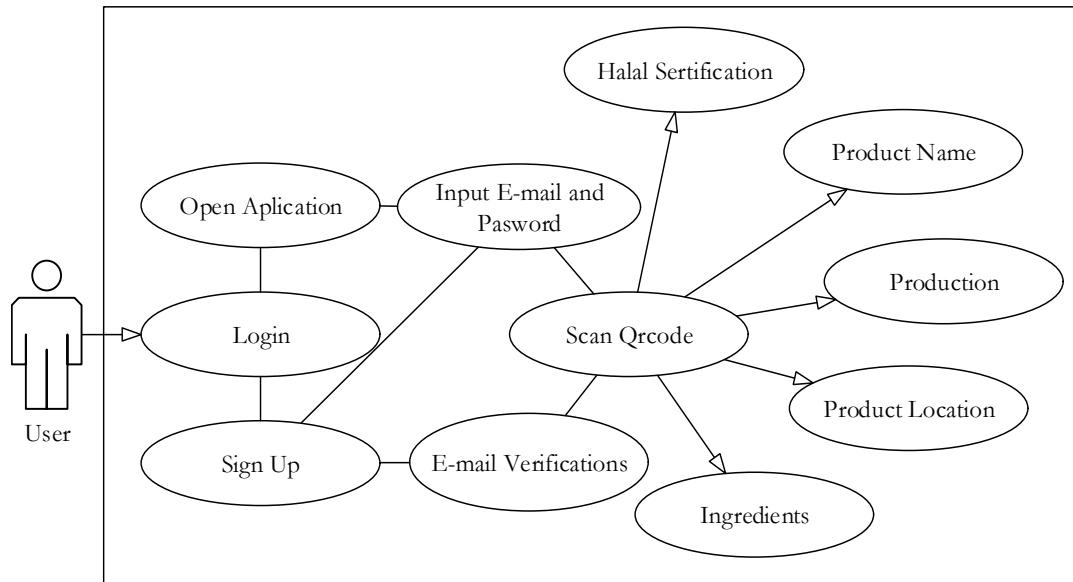 Halal Sertification
Product Name
Open Aplication
Input E-mail and
Pasword
Production
Login
Scan Qrcode
Product Location
User
Sign Up
E-mail Verifications
Ingredients